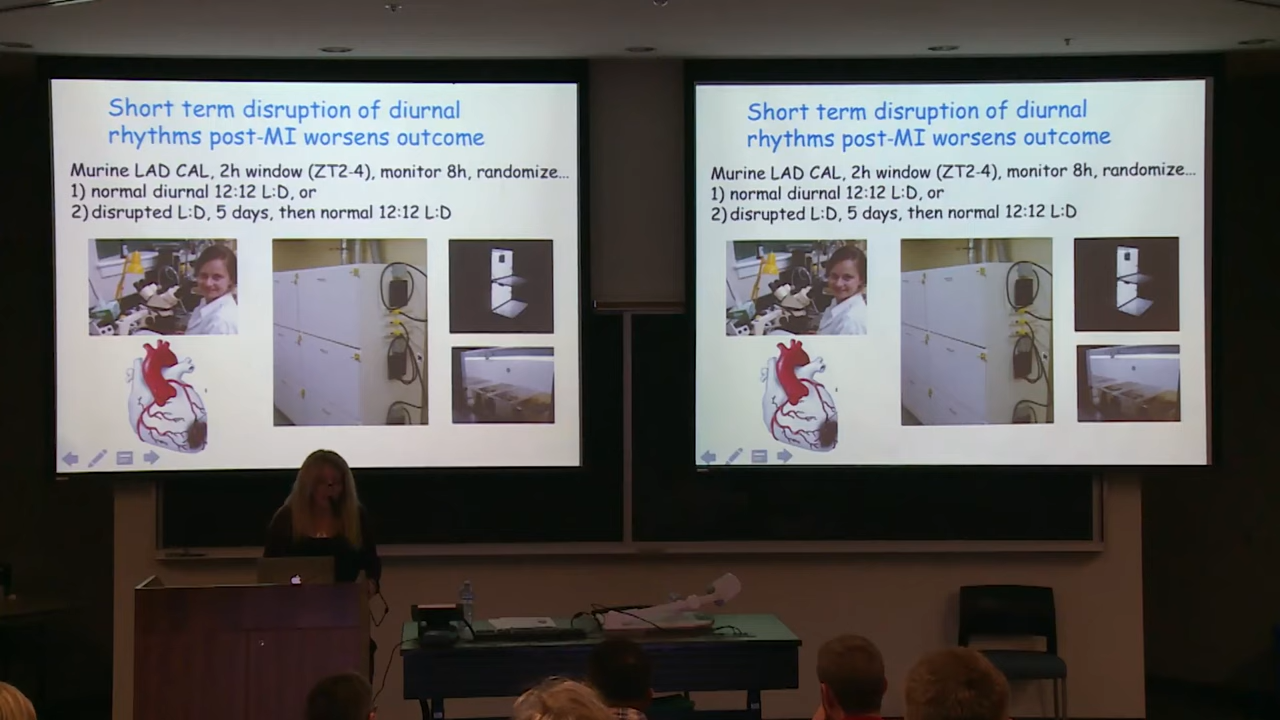 Short term disruption of diurnal
rhythms post-MI worsens outcome
Murine LAD CAL, 2h window (ZT2-4), monitor 8h, randomize...
1) normal diurnal 12:12 L:D, or
2) disrupted L:D, 5 days, then normal 12:12 L:D
Short term disruption of diurnal
rhythms post-MI worsens outcome
Murine LAD CAL, 2h window (ZT2-4), monitor 8h, randomize...
1) normal diurnal 12:12 L:D, or
2) disrupted L:D, 5 days, then normal 12:12 L:D